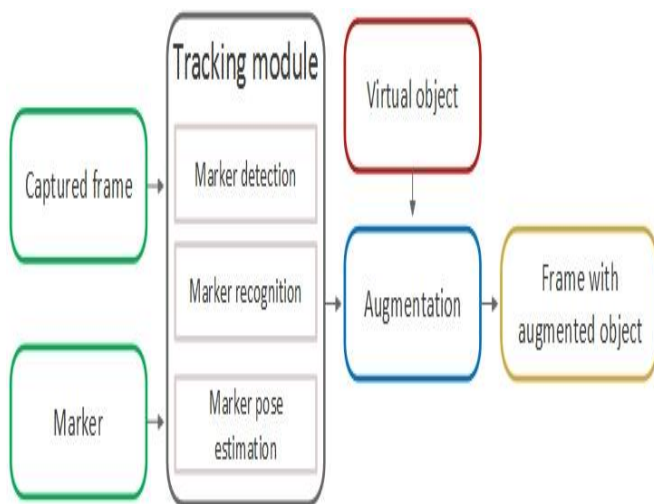 Tracking module
Captured frame
Marker detection
Marker recognition
Marker
Marker pose
estimation
Virtual object
Augmentation
Frame with
augmented object